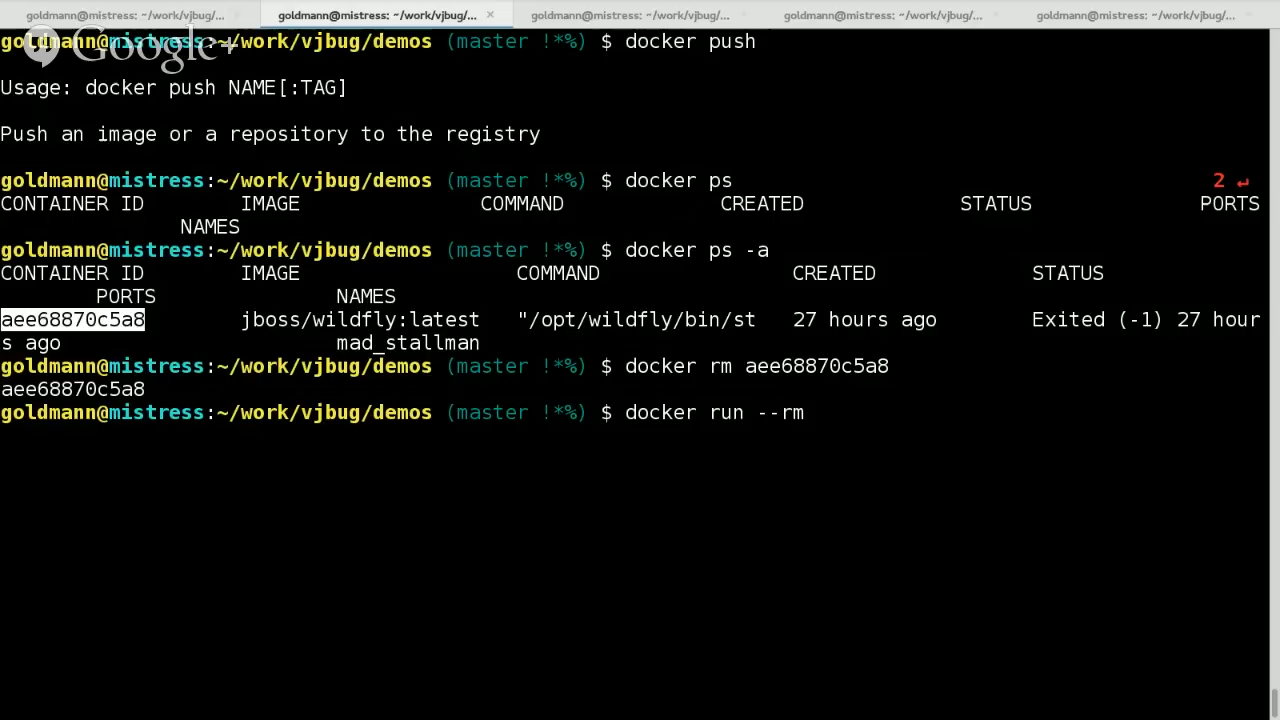 goldmann@mistress: ~/work/vjbug/... goldmann@mistress: ~/work/vjbug/... × goldmann@mistress: ~/work/vjbug/... goldmann@mistress: ~/work/vjbug/... goldmann@mistress: ~/work/vjbug/...
Google+
goldmann@mistress:~/work/vjbug/demos (master !*%) $ docker push
Usage: docker push NAME[:TAG]
Push an image or a repository to the registry
goldmann@mistress:~/work/vjbug/demos (master !*%) $ docker ps 2 ↵
CONTAINER ID IMAGE COMMAND CREATED STATUS PORTS
NAMES
goldmann@mistress:~/work/vjbug/demos (master !*%) $ docker ps -a
CONTAINER ID IMAGE COMMAND CREATED STATUS
PORTS NAMES
aee68870c5a8 jboss/wildfly:latest "/opt/wildfly/bin/st 27 hours ago Exited (-1) 27 hour
s ago mad_stallman
goldmann@mistress:~/work/vjbug/demos (master !*%) $ docker rm aee68870c5a8
aee68870c5a8
goldmann@mistress:~/work/vjbug/demos (master !*%) $ docker run --rm